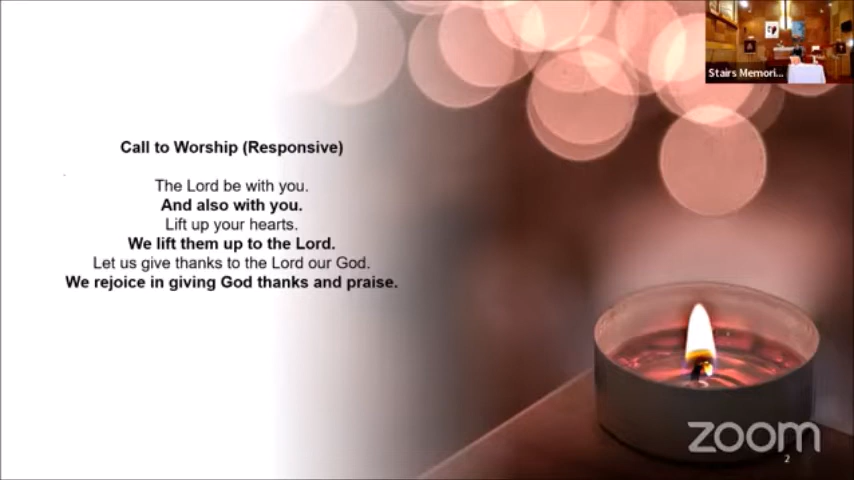 Stairs Memori...
Call to Worship (Responsive)
The Lord be with you.
And also with you.
Lift up your hearts.
We lift them up to the Lord.
Let us give thanks to the Lord our God.
We rejoice in giving God thanks and praise.
zoom
2